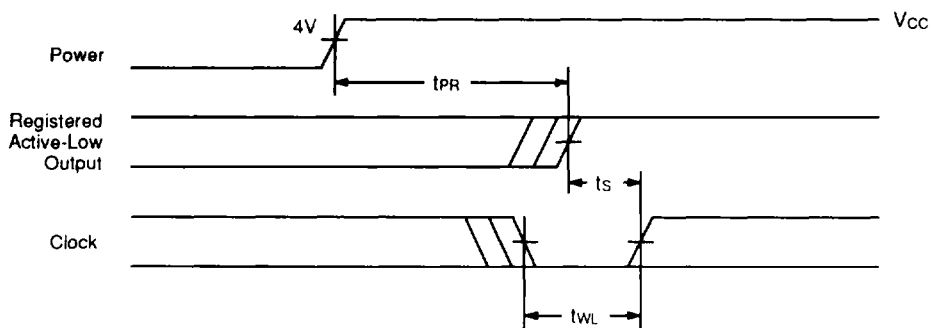 4V
VCC
Power
tPR
Registered
Active-Low
Output
tS
Clock
tWL